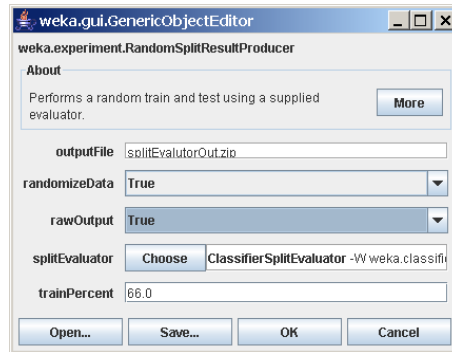 weka.gui.GenericObjectEditor
weka.experiment.RandomSplitResultProducer
About
Performs a random train and test using a supplied
evaluator.
More
outputFile splitEvalutorOut.zip
randomizeData True
rawOutput True
splitEvaluator Choose ClassifierSplitEvaluator -W weka.classifi
trainPercent 66.0
Open... Save... OK Cancel